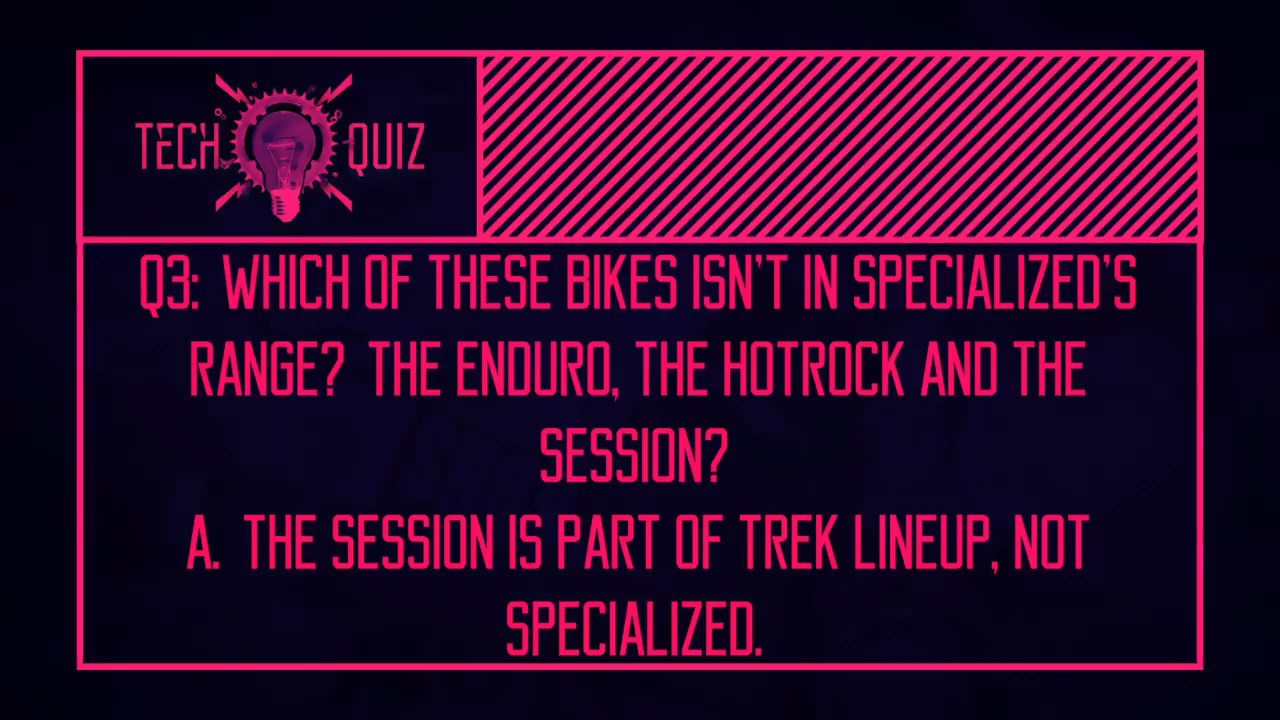 TECH QUIZ
Q3: WHICH OF THESE BIKES ISN'T IN SPECIALIZED'S
RANGE? THE ENDURO, THE HOTROCK AND THE
SESSION?
A. THE SESSION IS PART OF TREK LINEUP, NOT
SPECIALIZED.